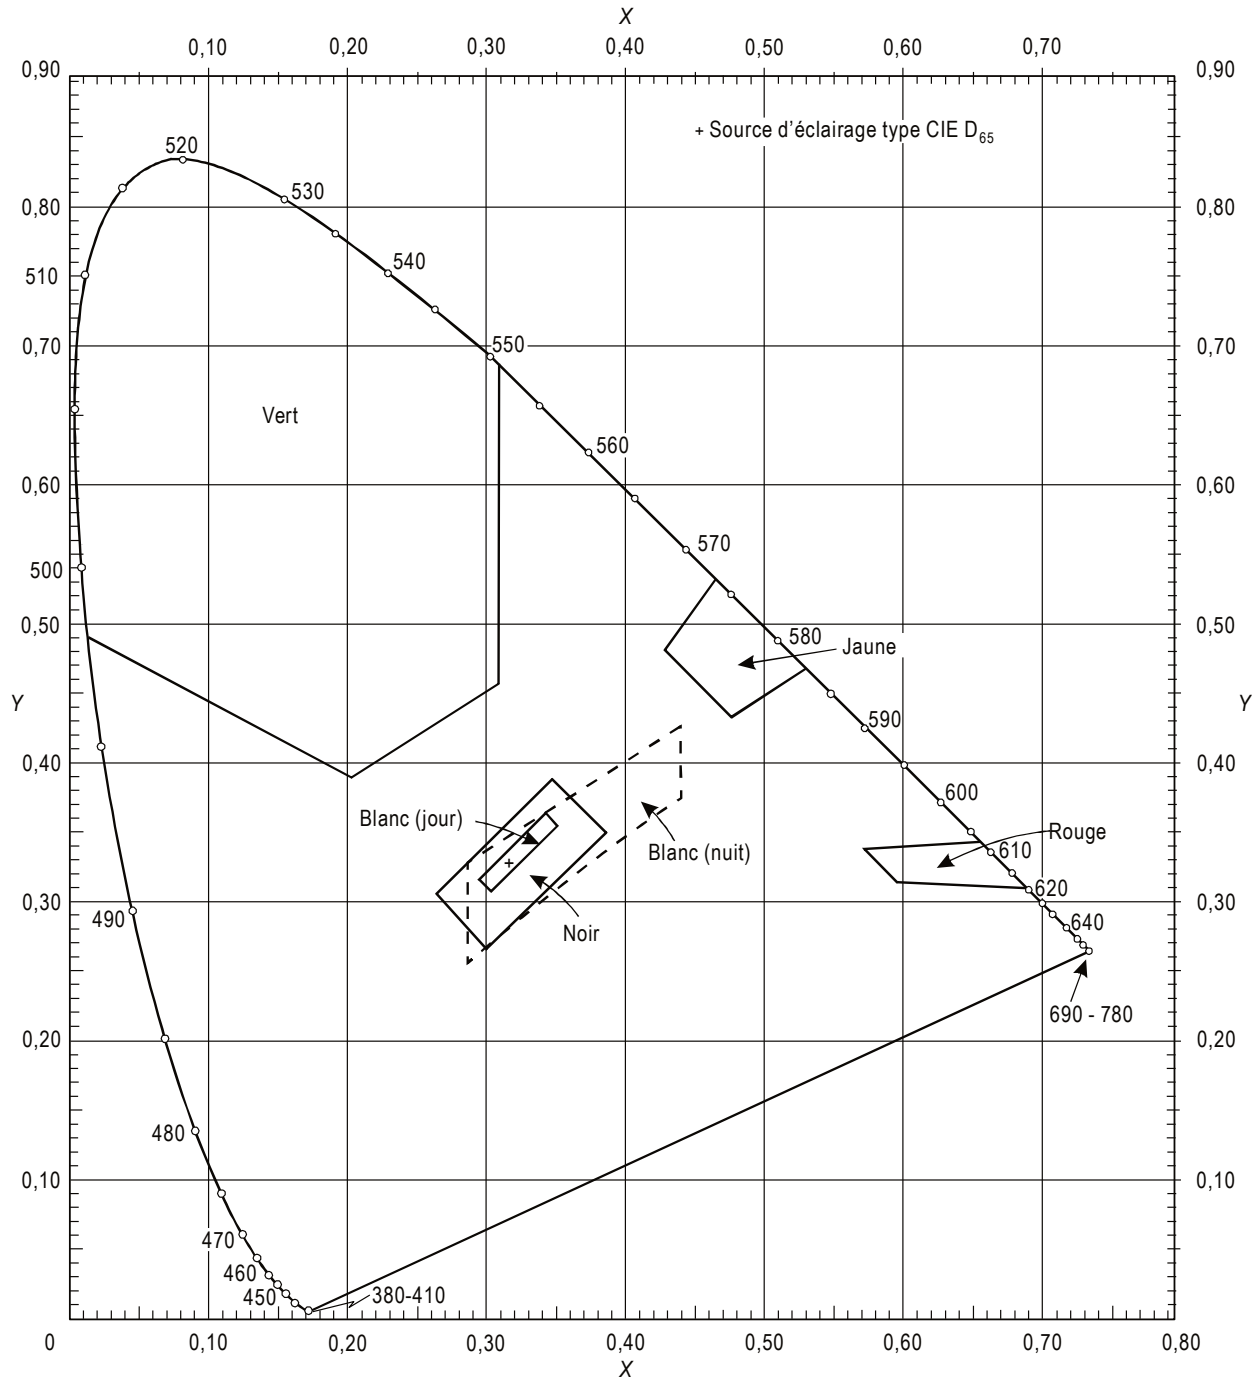 X
0,10 0,20 0,30 0,40 0,50 0,60 0,70
0,90 0,90
+ Source d'éclairage type CIE D65
520
530
0,80 0,80
540
510
550
0,70 0,70
Vert
560
0,60 0,60
570
500
0,50 0,50
580
Jaune
Y Y
590
0,40 0,40
600
Blanc (jour)
Rouge
Blanc (nuit)
610
620
0,30 0,30
490
640
Noir
690 - 780
0,20 0,20
480
0,10 0,10
470
460
450
380-410
0 0,10 0,20 0,30 0,40 0,50 0,60 0,70 0,80
X